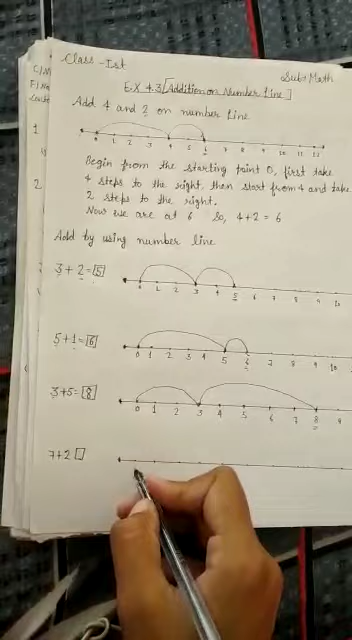 Class - Ist
Sub: Math
Ex 4.3 [Addition on Number Line]
Add 4 and 2 on number line
0 1 2 3 4 5 6 7 8 9 10 11 12
Begin from the starting point 0, first take
4 steps to the right, then start from 4 and take
2 steps to the right.
Now we are at 6 So, 4+2 = 6
Add by using number line
3+2=5
0 1 2 3 4 5 6 7 8 9 10
5+1=6
0 1 2 3 4 5 6 7 8 9 10
3+5=8
0 1 2 3 4 5 6 7 8 9
7+2
1
2